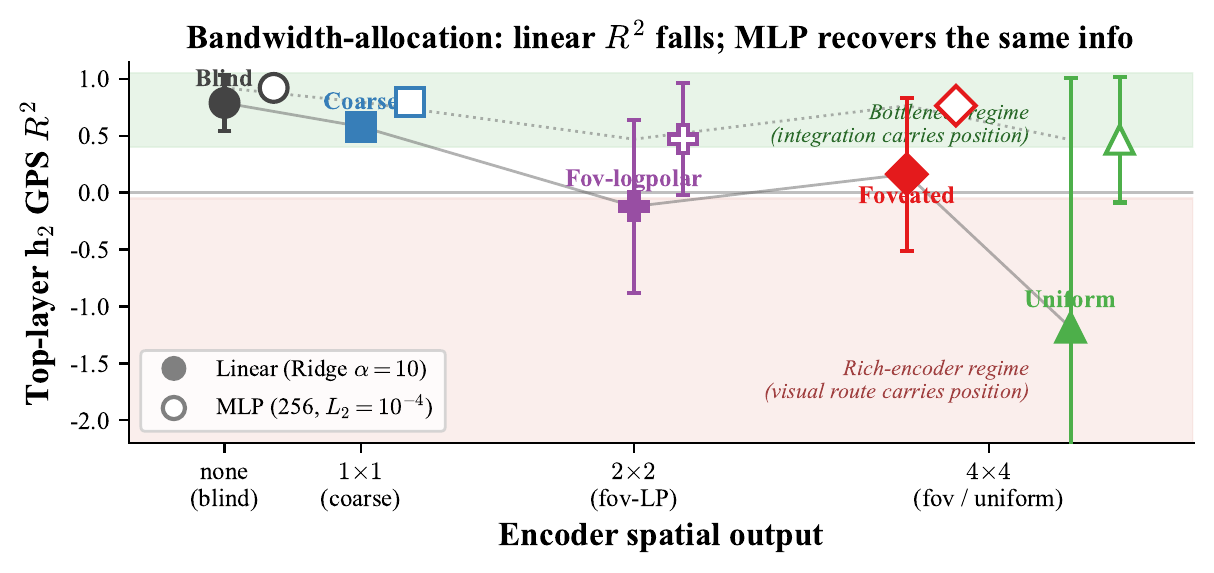 Bandwidth-allocation: linear R² falls; MLP recovers the same info
Top-layer h₂ GPS R²
1.0
0.5
0.0
-0.5
-1.0
-1.5
-2.0
Blind
Coarse
Fov-logpolar
Foveated
Uniform
Bottleneck regime
(integration carries position)
Rich-encoder regime
(visual route carries position)
Linear (Ridge α = 10)
MLP (256, L₂ = 10⁻⁴)
none
(blind)
1×1
(coarse)
2×2
(fov-LP)
4×4
(fov / uniform)
Encoder spatial output